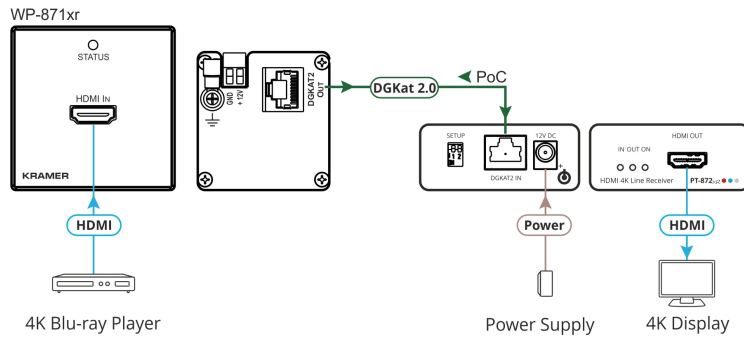 WP-871xr
STATUS
HDMI IN
KRAMER
GND
+12V
DGKAT2
OUT
DGKat 2.0
PoC
SETUP
1 2
DGKAT2 IN
12V DC
+
IN OUT ON
HDMI 4K Line Receiver
HDMI OUT
PT-872xr
HDMI
Power
HDMI
4K Blu-ray Player
Power Supply
4K Display